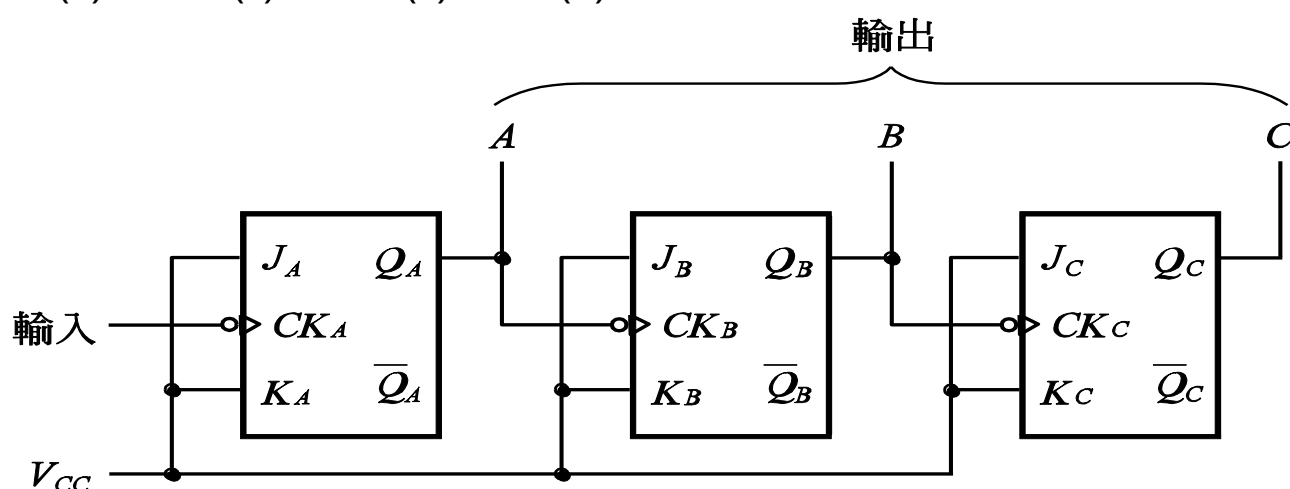 輸出
A B C
J_A Q_A J_B Q_B J_C Q_C
輸入 CK_A CK_B CK_C
K_A Q̅_A K_B Q̅_B K_C Q̅_C
V_CC